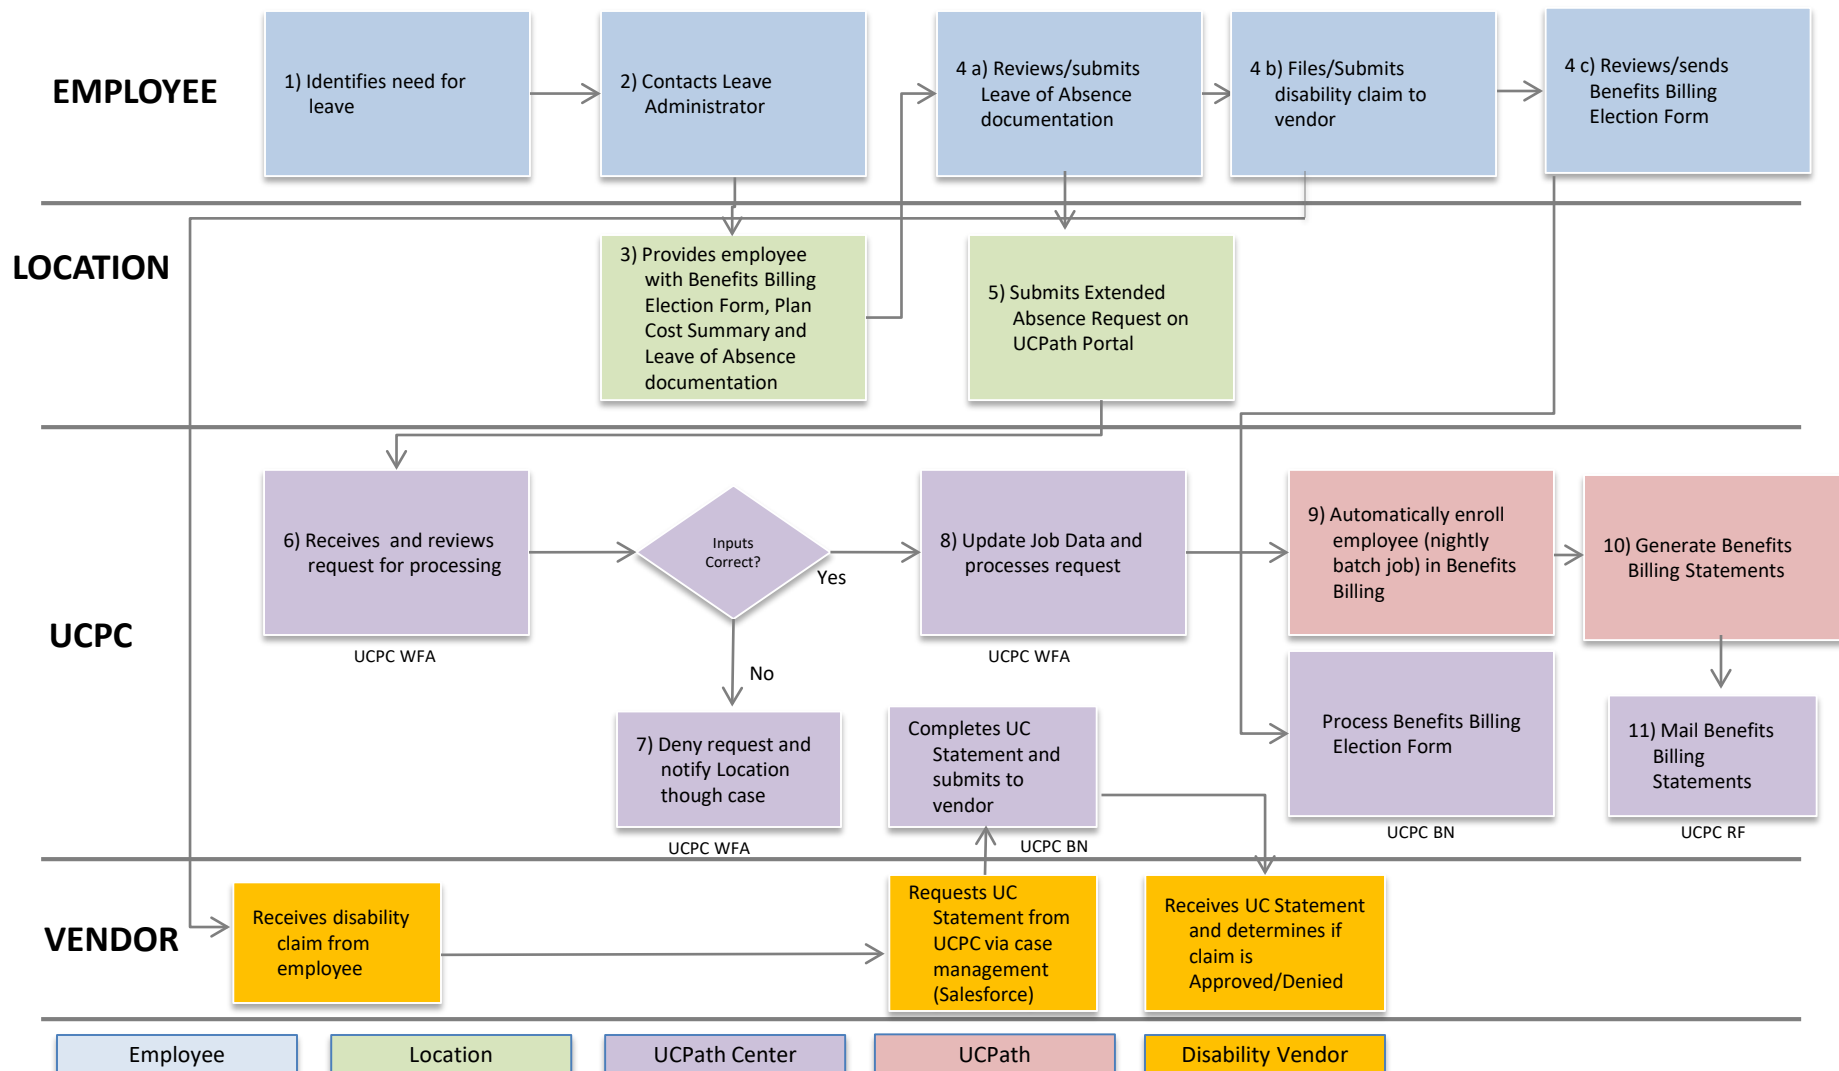 EMPLOYEE
1) Identifies need for
leave
2) Contacts Leave
Administrator
4 a) Reviews/submits
Leave of Absence
documentation
4 b) Files/Submits
disability claim to
vendor
4 c) Reviews/sends
Benefits Billing
Election Form
LOCATION
3) Provides employee
with Benefits Billing
Election Form, Plan
Cost Summary and
Leave of Absence
documentation
5) Submits Extended
Absence Request on
UCPath Portal
UCPC
6) Receives and reviews
request for processing
UCPC WFA
Inputs
Correct?
Yes
No
8) Update Job Data and
processes request
UCPC WFA
9) Automatically enroll
employee (nightly
batch job) in Benefits
Billing
10) Generate Benefits
Billing Statements
7) Deny request and
notify Location
though case
UCPC WFA
Completes UC
Statement and
submits to
vendor
UCPC BN
Process Benefits Billing
Election Form
UCPC BN
11) Mail Benefits
Billing
Statements
UCPC RF
VENDOR
Receives disability
claim from
employee
Requests UC
Statement from
UCPC via case
management
(Salesforce)
Receives UC Statement
and determines if
claim is
Approved/Denied
Employee
Location
UCPath Center
UCPath
Disability Vendor